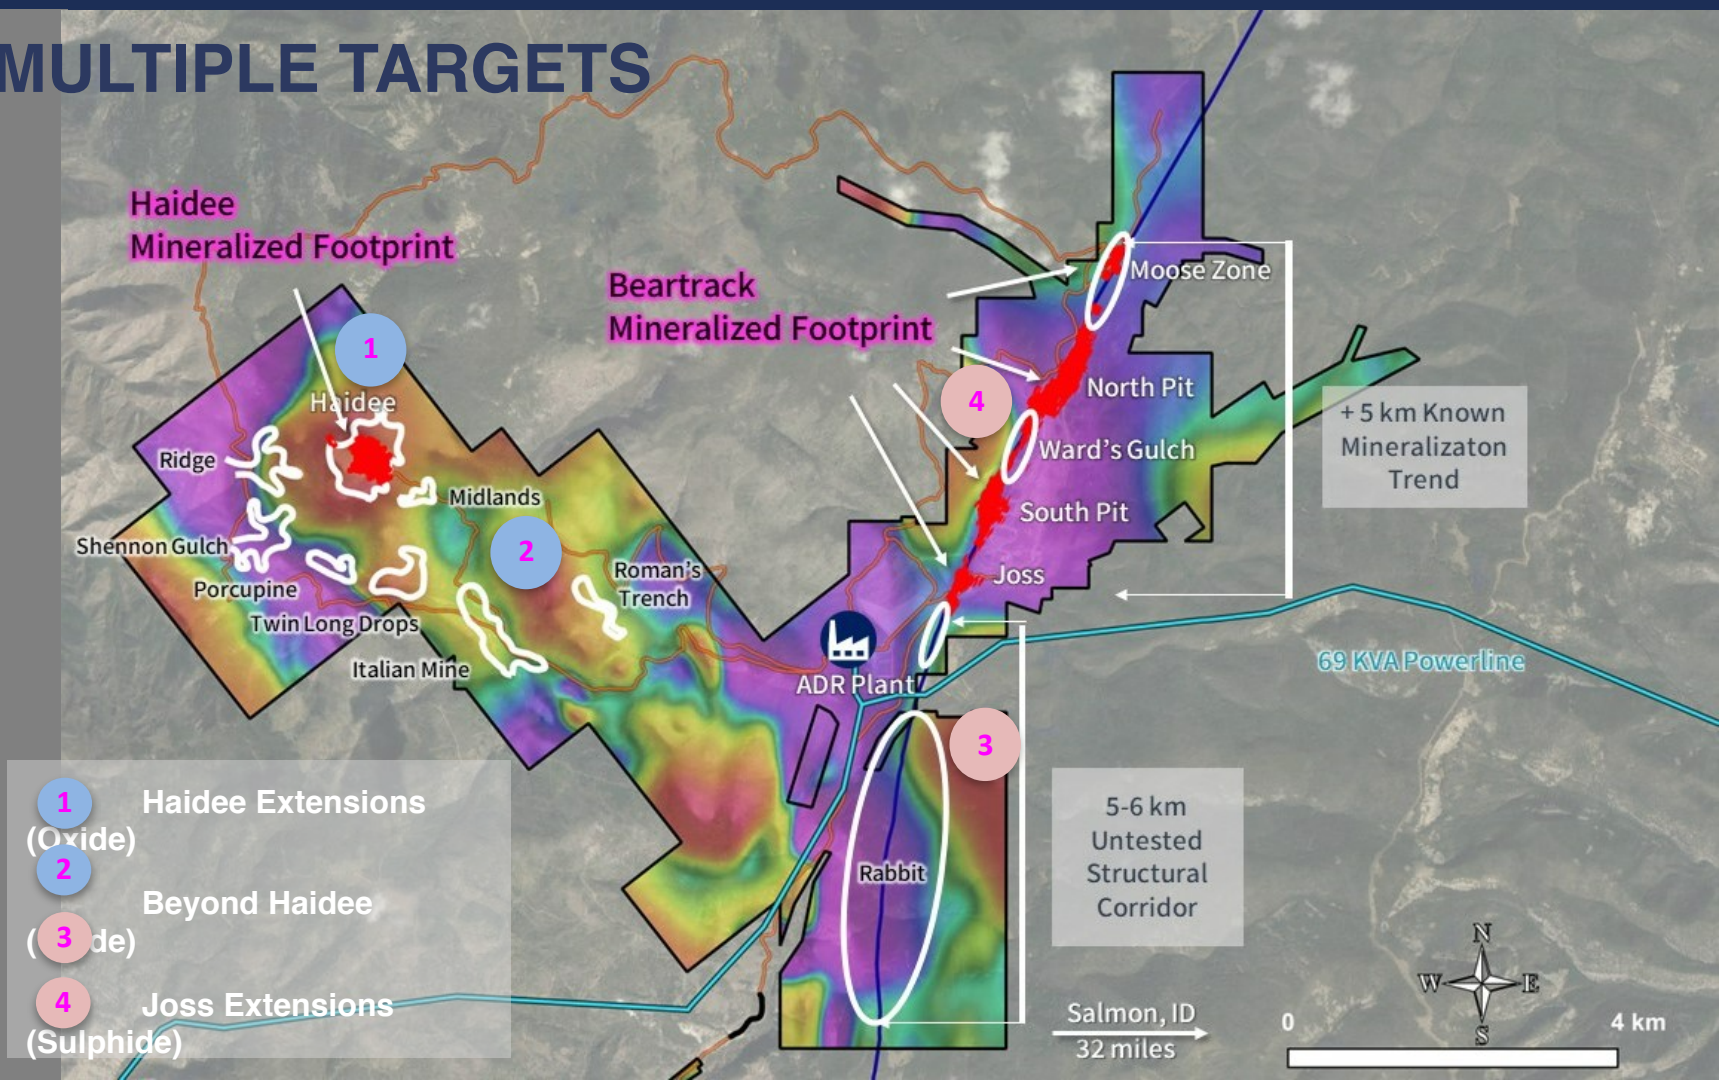 MULTIPLE TARGETS
Haidee
Mineralized Footprint
Beartrack
Mineralized Footprint
1
Haidee
Ridge
Midlands
Shennon Gulch
2
Porcupine
Roman's
Trench
Twin Long Drops
Italian Mine
Moose Zone
North Pit
4
Ward's Gulch
South Pit
Joss
+ 5 km Known
Mineralizaton
Trend
ADR Plant
69 KVA Powerline
3
Rabbit
5-6 km
Untested
Structural
Corridor
1 Haidee Extensions
(Oxide)
2
Beyond Haidee
3
4 Joss Extensions
(Sulphide)
Salmon, ID
32 miles
N
W E
S
0 4 km